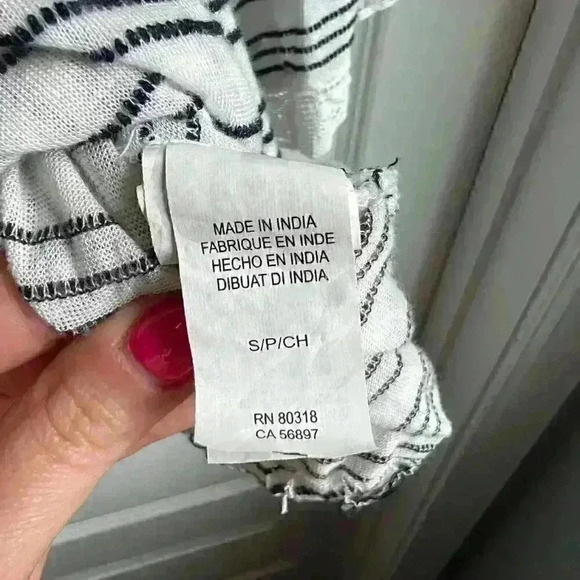 MADE IN INDIA
FABRIQUE EN INDE
HECHO EN INDIA
DIBUAT DI INDIA
S/P/CH
RN 80318
CA 56897